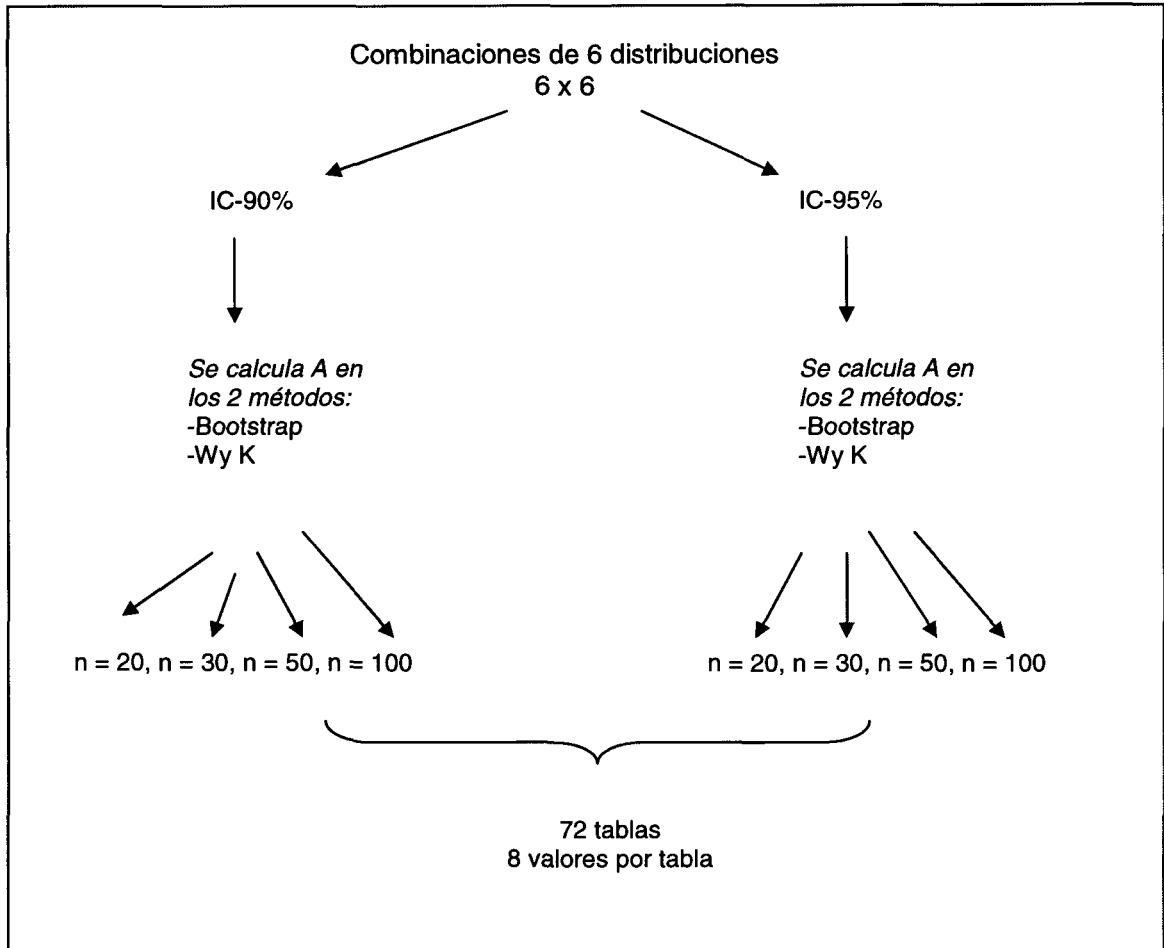 Combinaciones de 6 distribuciones
6 x 6
IC-90%
IC-95%
Se calcula A en
los 2 métodos:
-Bootstrap
-Wy K
Se calcula A en
los 2 métodos:
-Bootstrap
-Wy K
n = 20, n = 30, n = 50, n = 100
n = 20, n = 30, n = 50, n = 100
72 tablas
8 valores por tabla